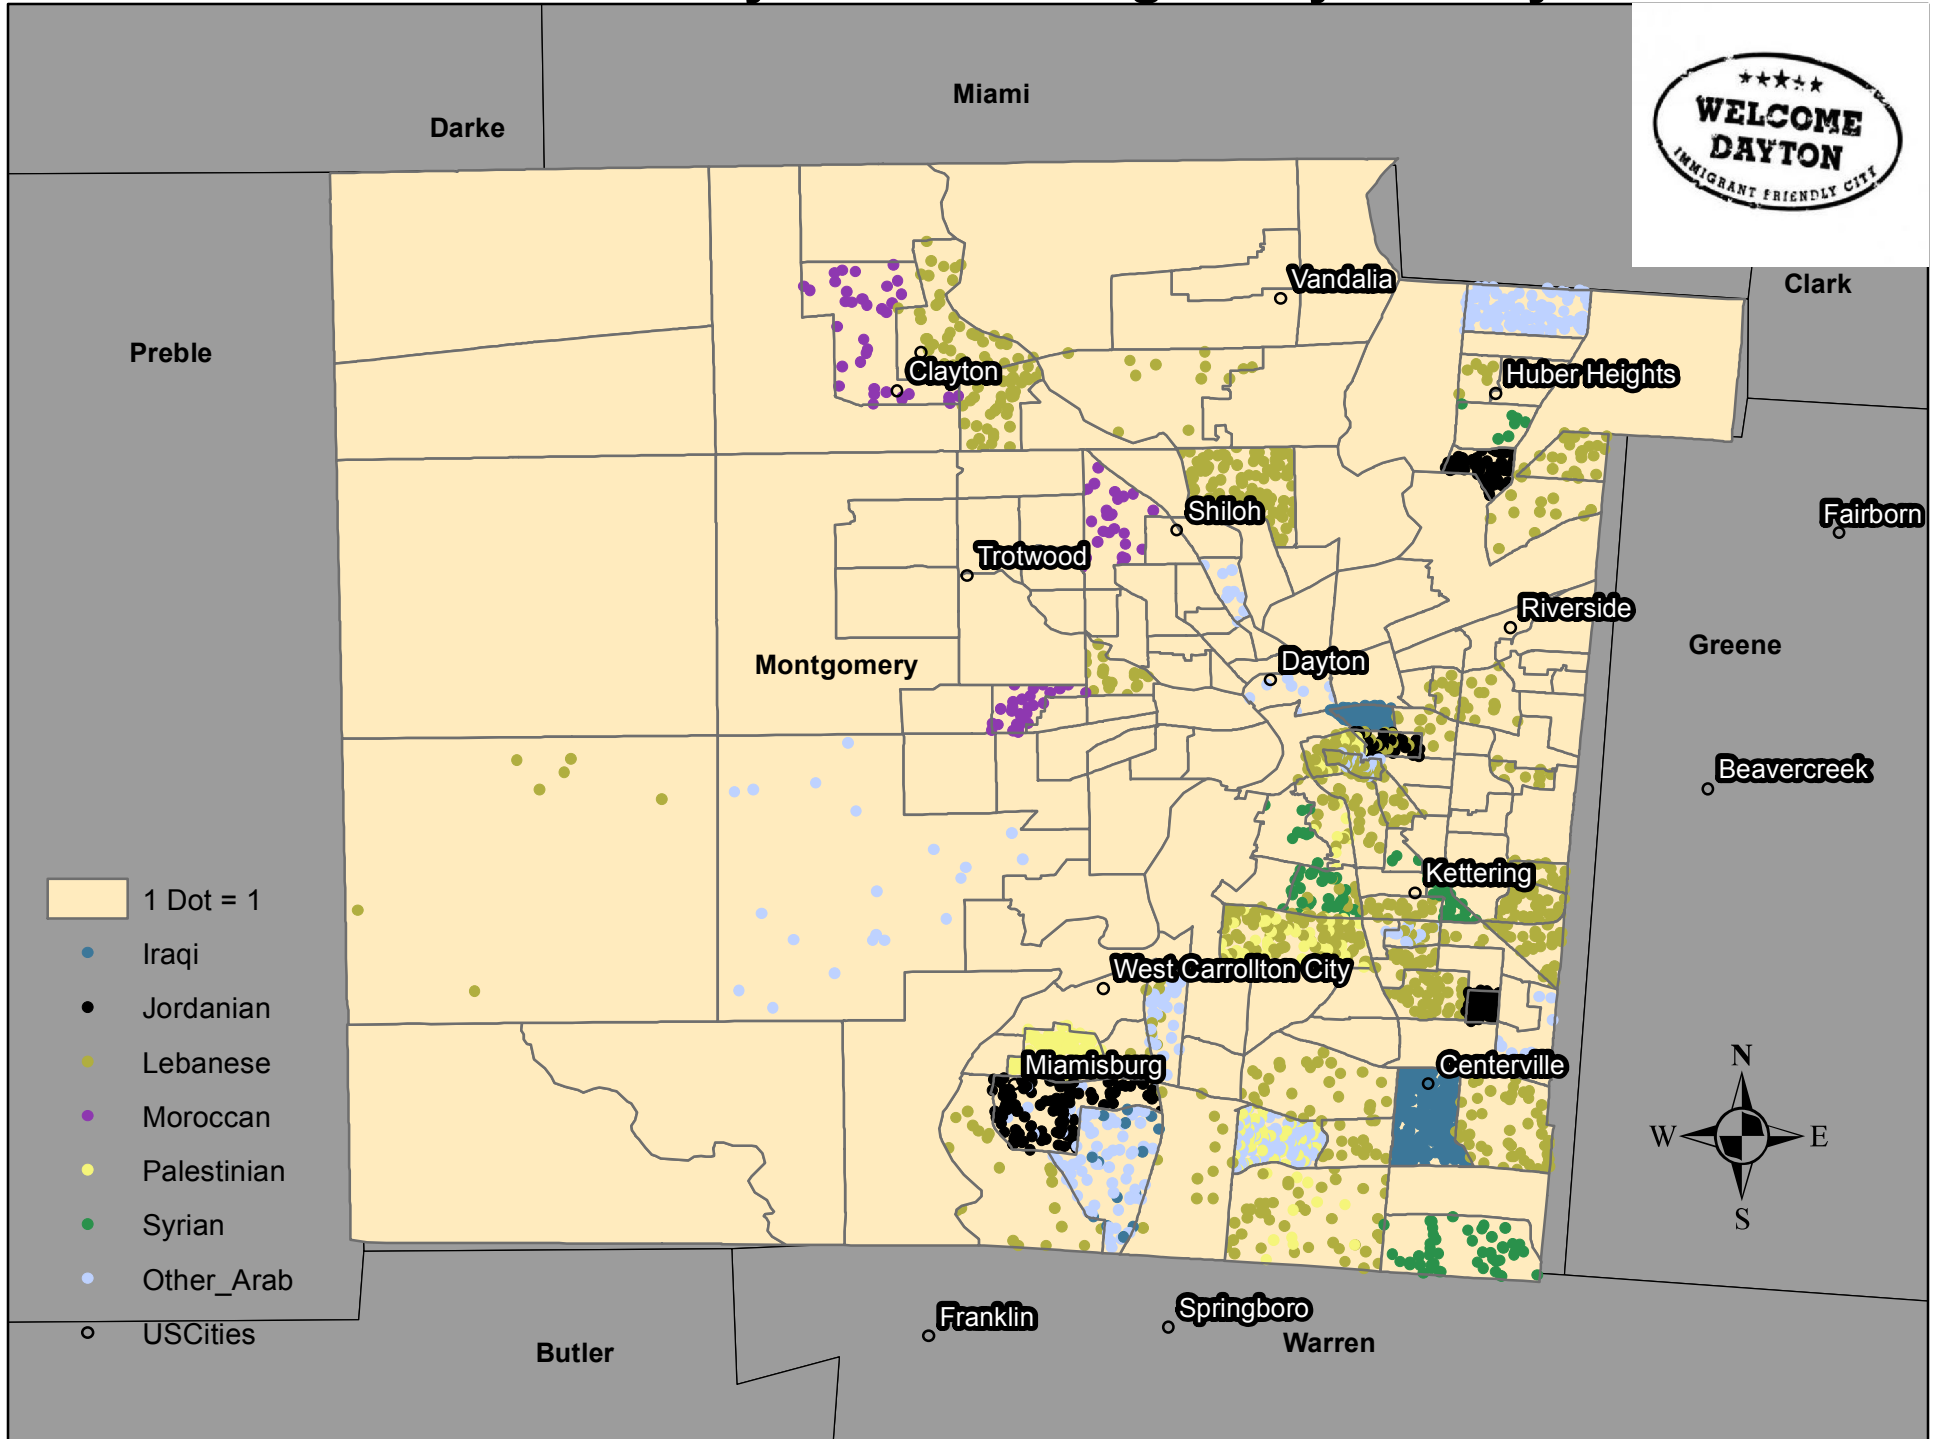 WELCOME
DAYTON
IMMIGRANT FRIENDLY CITY
Miami
Darke
Clark
Preble
Vandalia
Clayton
Huber Heights
Shiloh
Fairborn
Trotwood
Riverside
Greene
Montgomery
Dayton
Beavercreek
Kettering
West Carrollton City
Miamisburg
Centerville
1 Dot = 1
Iraqi
Jordanian
Lebanese
Moroccan
Palestinian
Syrian
Other_Arab
USCities
N
W
E
S
Franklin
Springboro
Warren
Butler